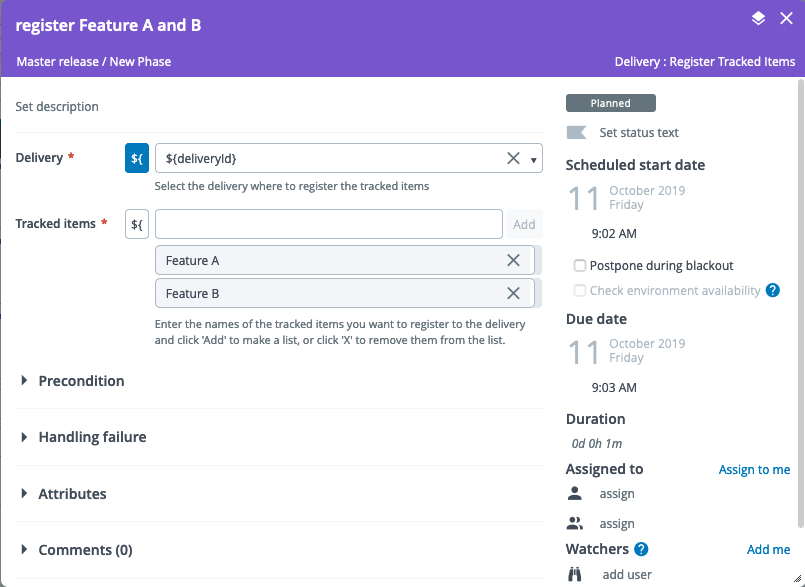 register Feature A and B
Master release / New Phase
Delivery : Register Tracked Items
Set description
Delivery *
${
${deliveryId}
Select the delivery where to register the tracked items
Tracked items *
${
Add
Feature A
Feature B
Enter the names of the tracked items you want to register to the delivery
and click 'Add' to make a list, or click 'X' to remove them from the list.
Precondition
Handling failure
Attributes
Comments (0)
Planned
Set status text
Scheduled start date
11
October 2019
Friday
9:02 AM
Postpone during blackout
Check environment availability ?
Due date
11
October 2019
Friday
9:03 AM
Duration
0d 0h 1m
Assigned to
Assign to me
assign
assign
Watchers ?
Add me
add user